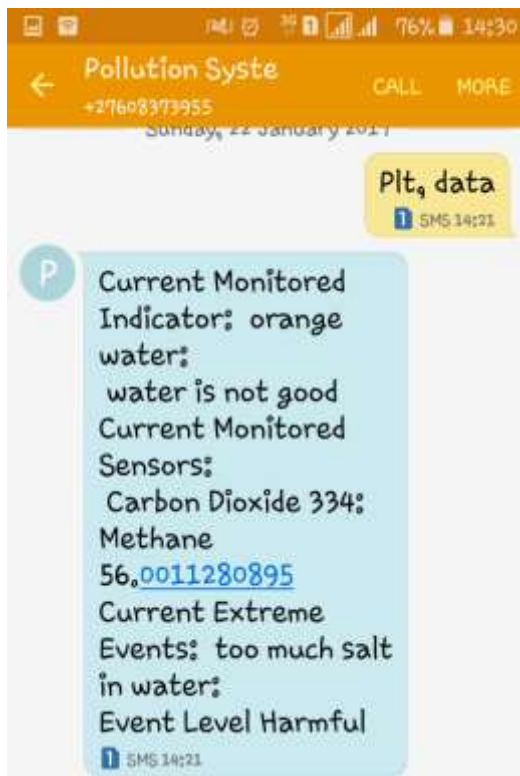 76% 14:30
Pollution Syste
CALL MORE
+27608373955
Sunday, 22 January 2017
Plt, data
1 SMS 14:21
P
Current Monitored
Indicator: orange
water:
water is not good
Current Monitored
Sensors:
Carbon Dioxide 334:
Methane
56.0011280895
Current Extreme
Events: too much salt
in water:
Event Level Harmful
1 SMS 14:21